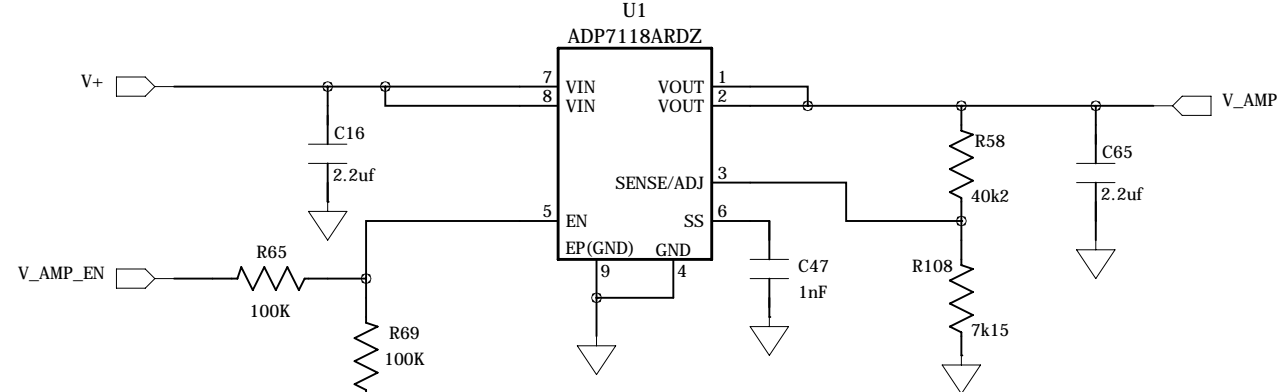 U1
ADP7118ARDZ
V+
7
VIN
8
VIN
VOUT
1
VOUT
2
V_AMP
C16
2.2uf
R58
40k2
C65
2.2uf
SENSE/ADJ
3
5
EN
SS
6
EP(GND)
GND
9
4
V_AMP_EN
R65
100K
C47
1nF
R108
7k15
R69
100K